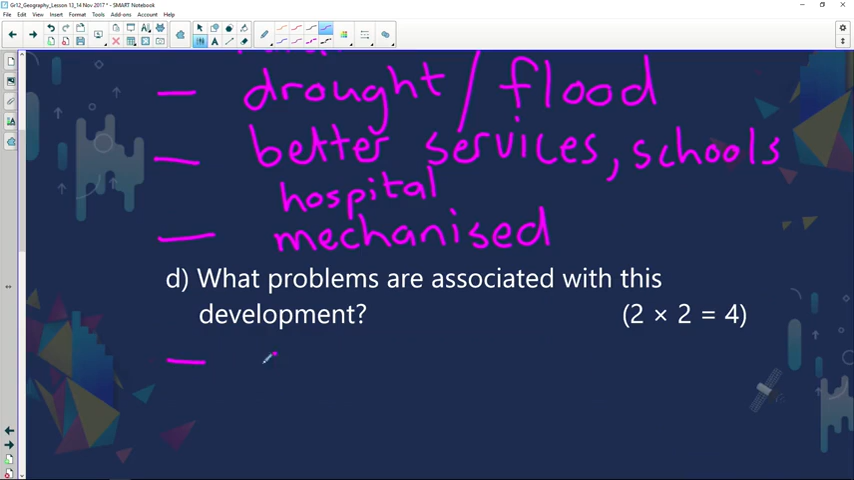 Gr12_Geography_Lesson 13_14 Nov 2017 * - SMART Notebook
File Edit View Insert Format Tools Add-ons Account Help
— drought / flood
— better services, schools
hospital
— mechanised
d) What problems are associated with this
development? (2 × 2 = 4)
—